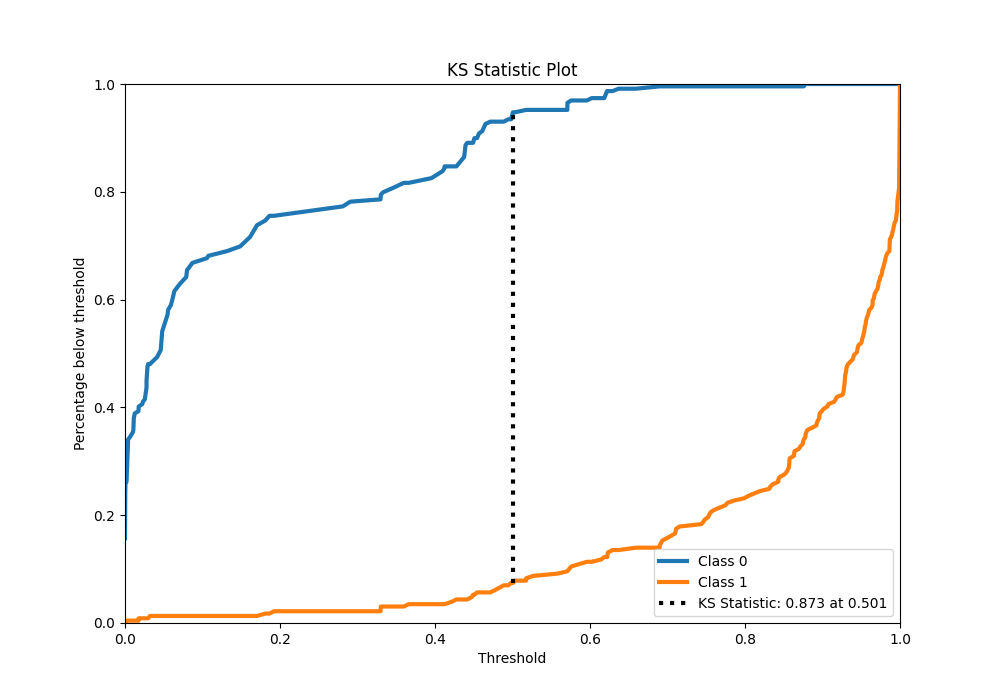 KS Statistic Plot
Percentage below threshold
1.0
0.8
0.6
0.4
0.2
0.0
0.0 0.2 0.4 0.6 0.8 1.0
Threshold
Class 0
Class 1
KS Statistic: 0.873 at 0.501